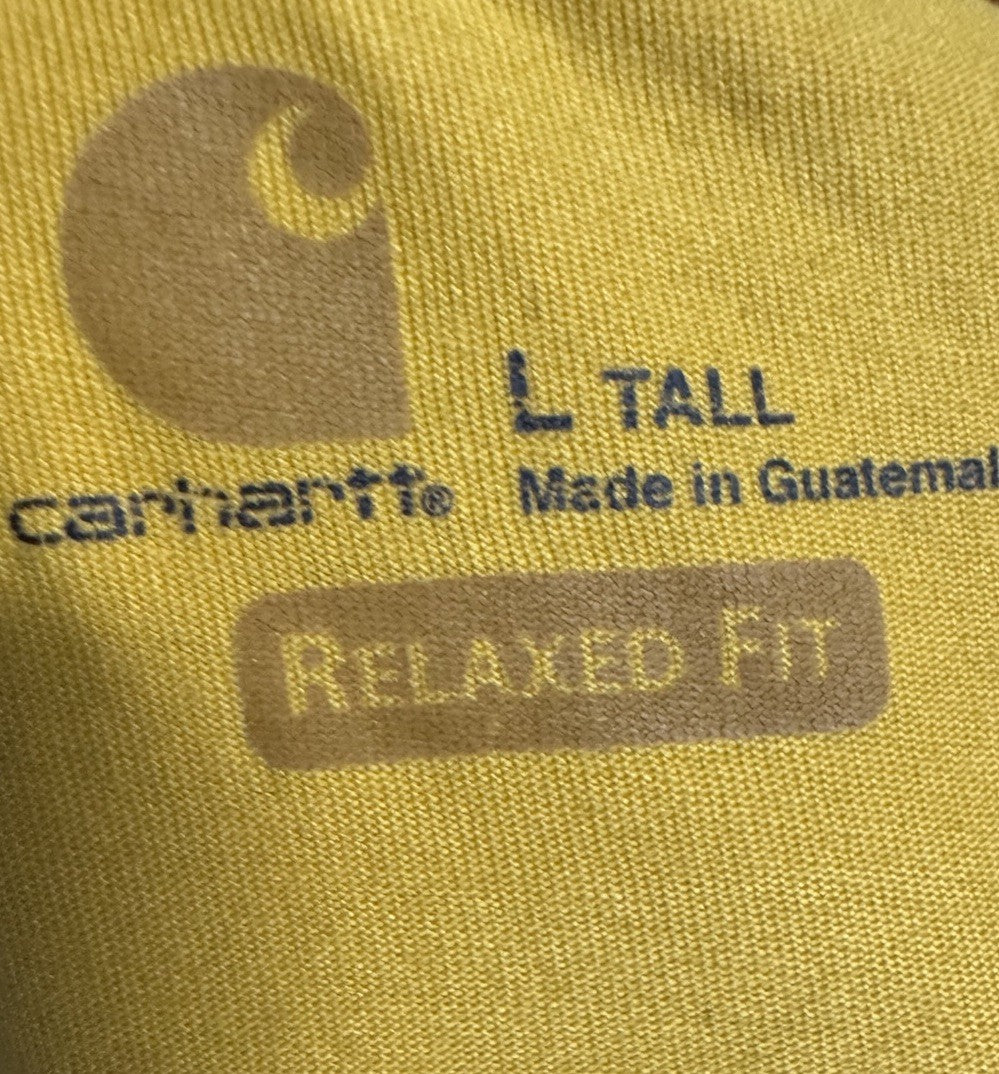 L TALL
carhartt®
Made in Guatemal
RELAXED FIT